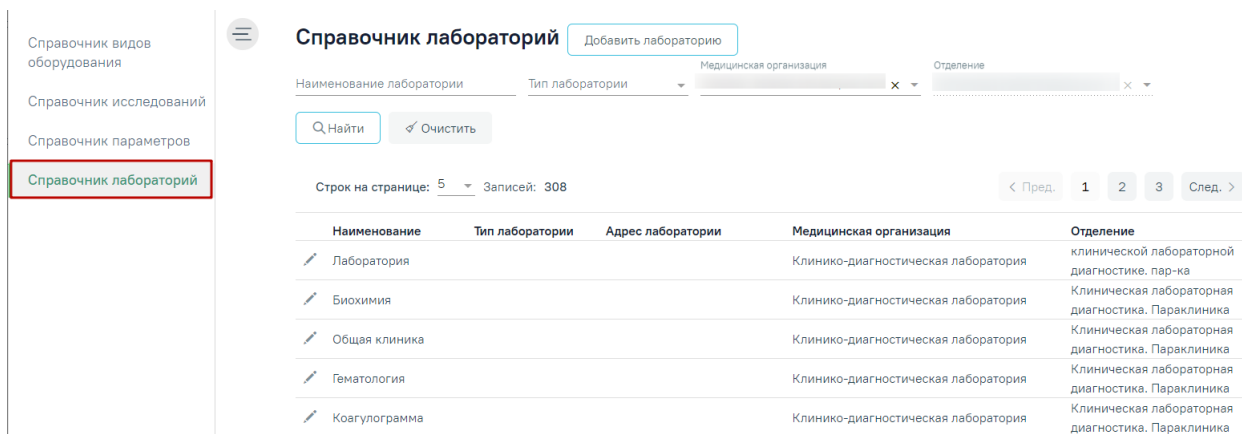 Справочник видов
оборудования
Справочник исследований
Справочник параметров
Справочник лабораторий
Справочник лабораторий Добавить лабораторию
Медицинская организация Отделение
Наименование лаборатории Тип лаборатории
Найти Очистить
Строк на странице: 5 Записей: 308 < Пред. 1 2 3 След. >
Наименование Тип лаборатории Адрес лаборатории Медицинская организация Отделение
Лаборатория Клинико-диагностическая лаборатория клинической лабораторной
диагностике. пар-ка
Биохимия Клинико-диагностическая лаборатория Клиническая лабораторная
диагностика. Параклиника
Общая клиника Клинико-диагностическая лаборатория Клиническая лабораторная
диагностика. Параклиника
Гематология Клинико-диагностическая лаборатория Клиническая лабораторная
диагностика. Параклиника
Коагулограмма Клинико-диагностическая лаборатория Клиническая лабораторная
диагностика. Параклиника